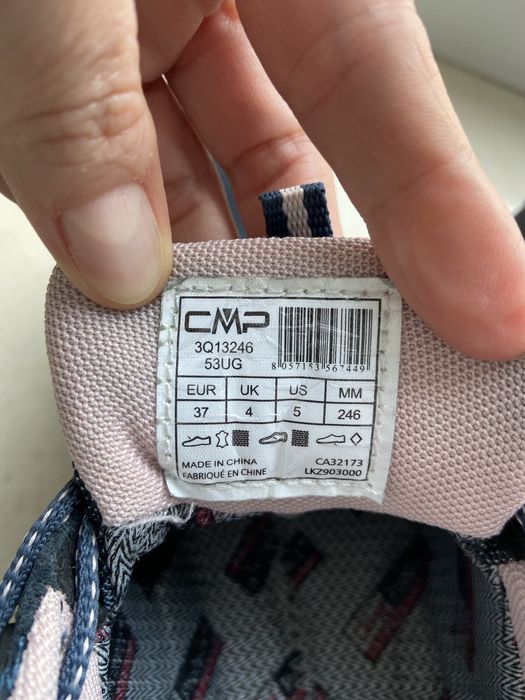 CMP
3Q13246
53UG
8 057153 567449
EUR UK US MM
37 4 5 246
MADE IN CHINA CA32173
FABRIQUÉ EN CHINE LKZ903000